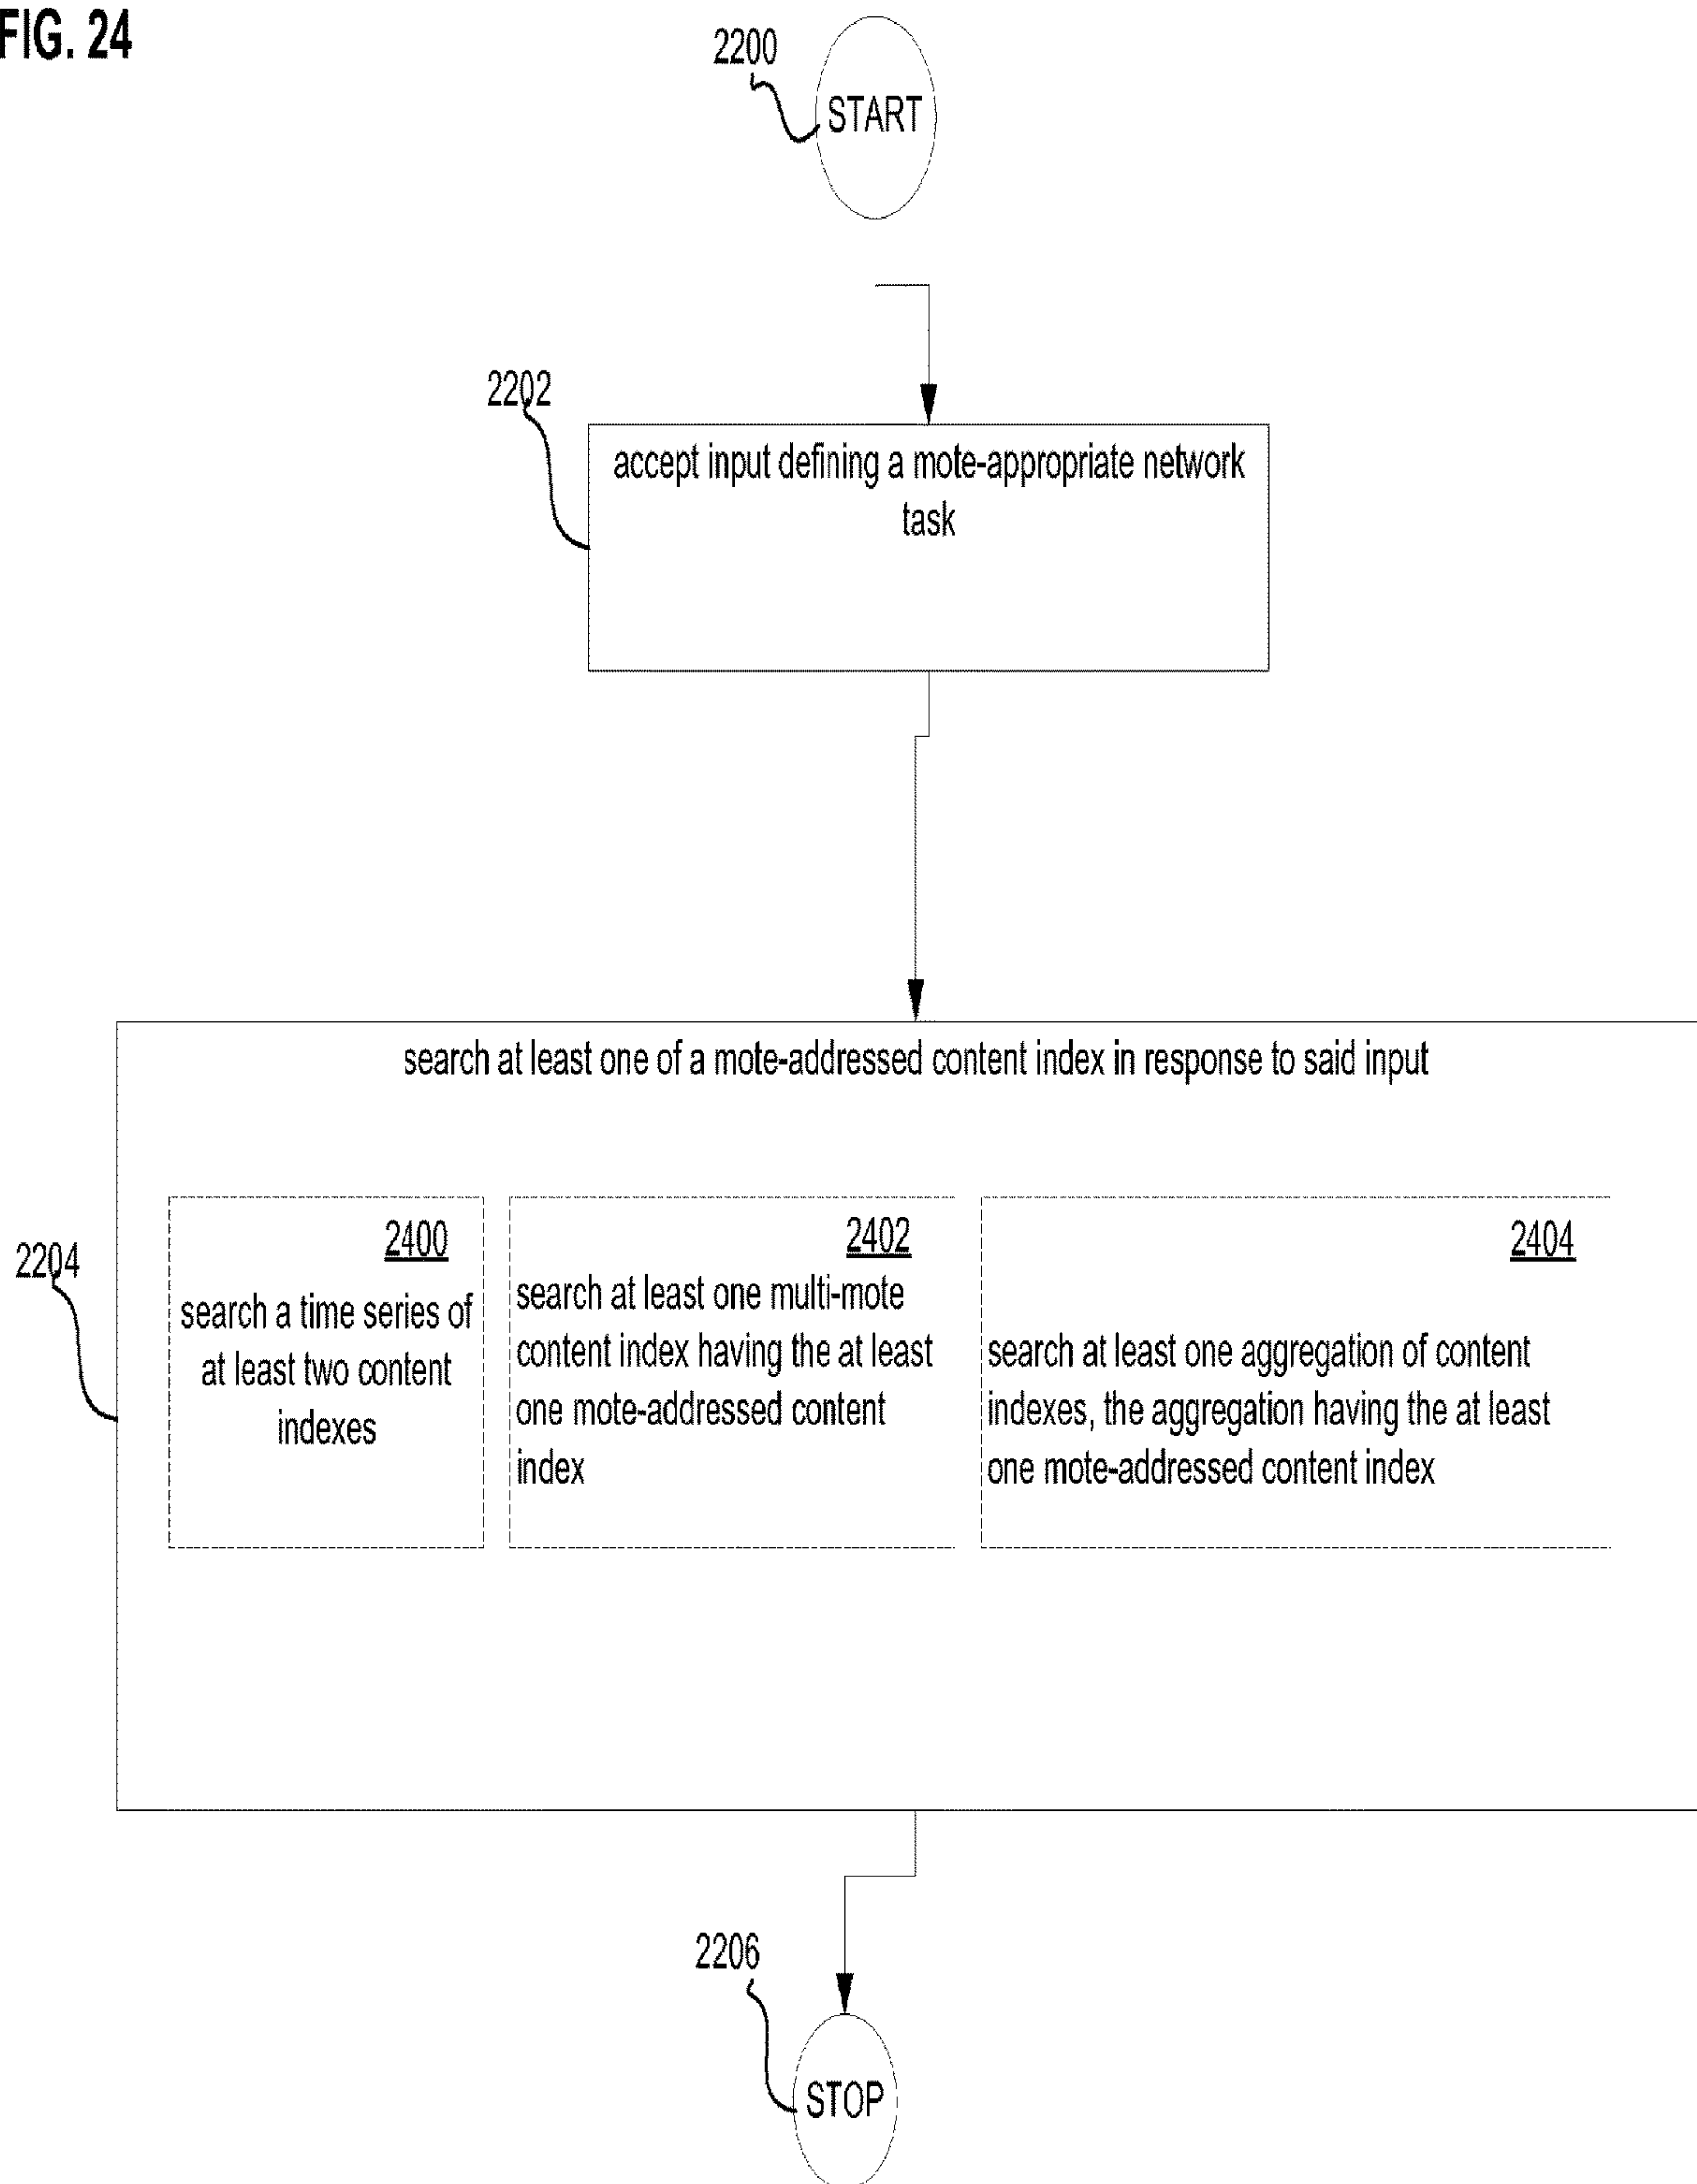 FIG. 24
2200
START
2202
accept input defining a mote-appropriate network
task
search at least one of a mote-addressed content index in response to said input
2204
2400
search a time series of
at least two content
indexes
2402
search at least one multi-mote
content index having the at least
one mote-addressed content
index
2404
search at least one aggregation of content
indexes, the aggregation having the at least
one mote-addressed content index
2206
STOP